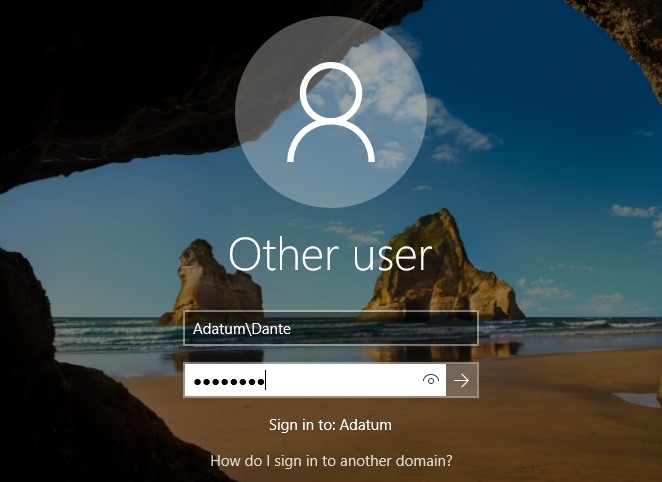 Other user
Adatum\Dante
●●●●●●●●
Sign in to: Adatum
How do I sign in to another domain?